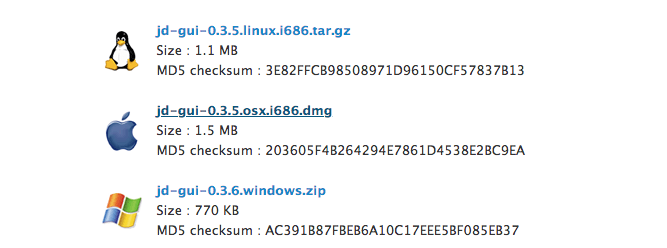 jd-gui-0.3.5.linux.i686.tar.gz
Size : 1.1 MB
MD5 checksum : 3E82FFCB98508971D96150CF57837B13
jd-gui-0.3.5.osx.i686.dmg
Size : 1.5 MB
MD5 checksum : 203605F4B264294E7861D4538E2BC9EA
jd-gui-0.3.6.windows.zip
Size : 770 KB
MD5 checksum : AC391B87FBEB6A10C17EEE5BF085EB37